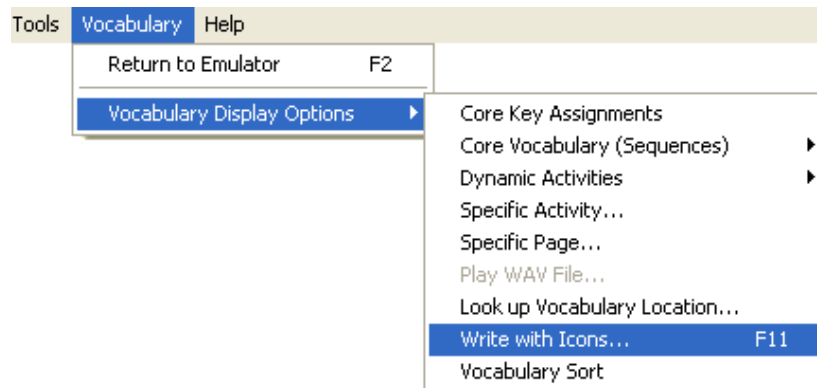 Tools Vocabulary Help
Return to Emulator F2
Vocabulary Display Options
Core Key Assignments
Core Vocabulary (Sequences)
Dynamic Activities
Specific Activity...
Specific Page...
Play WAV File...
Look up Vocabulary Location...
Write with Icons... F11
Vocabulary Sort